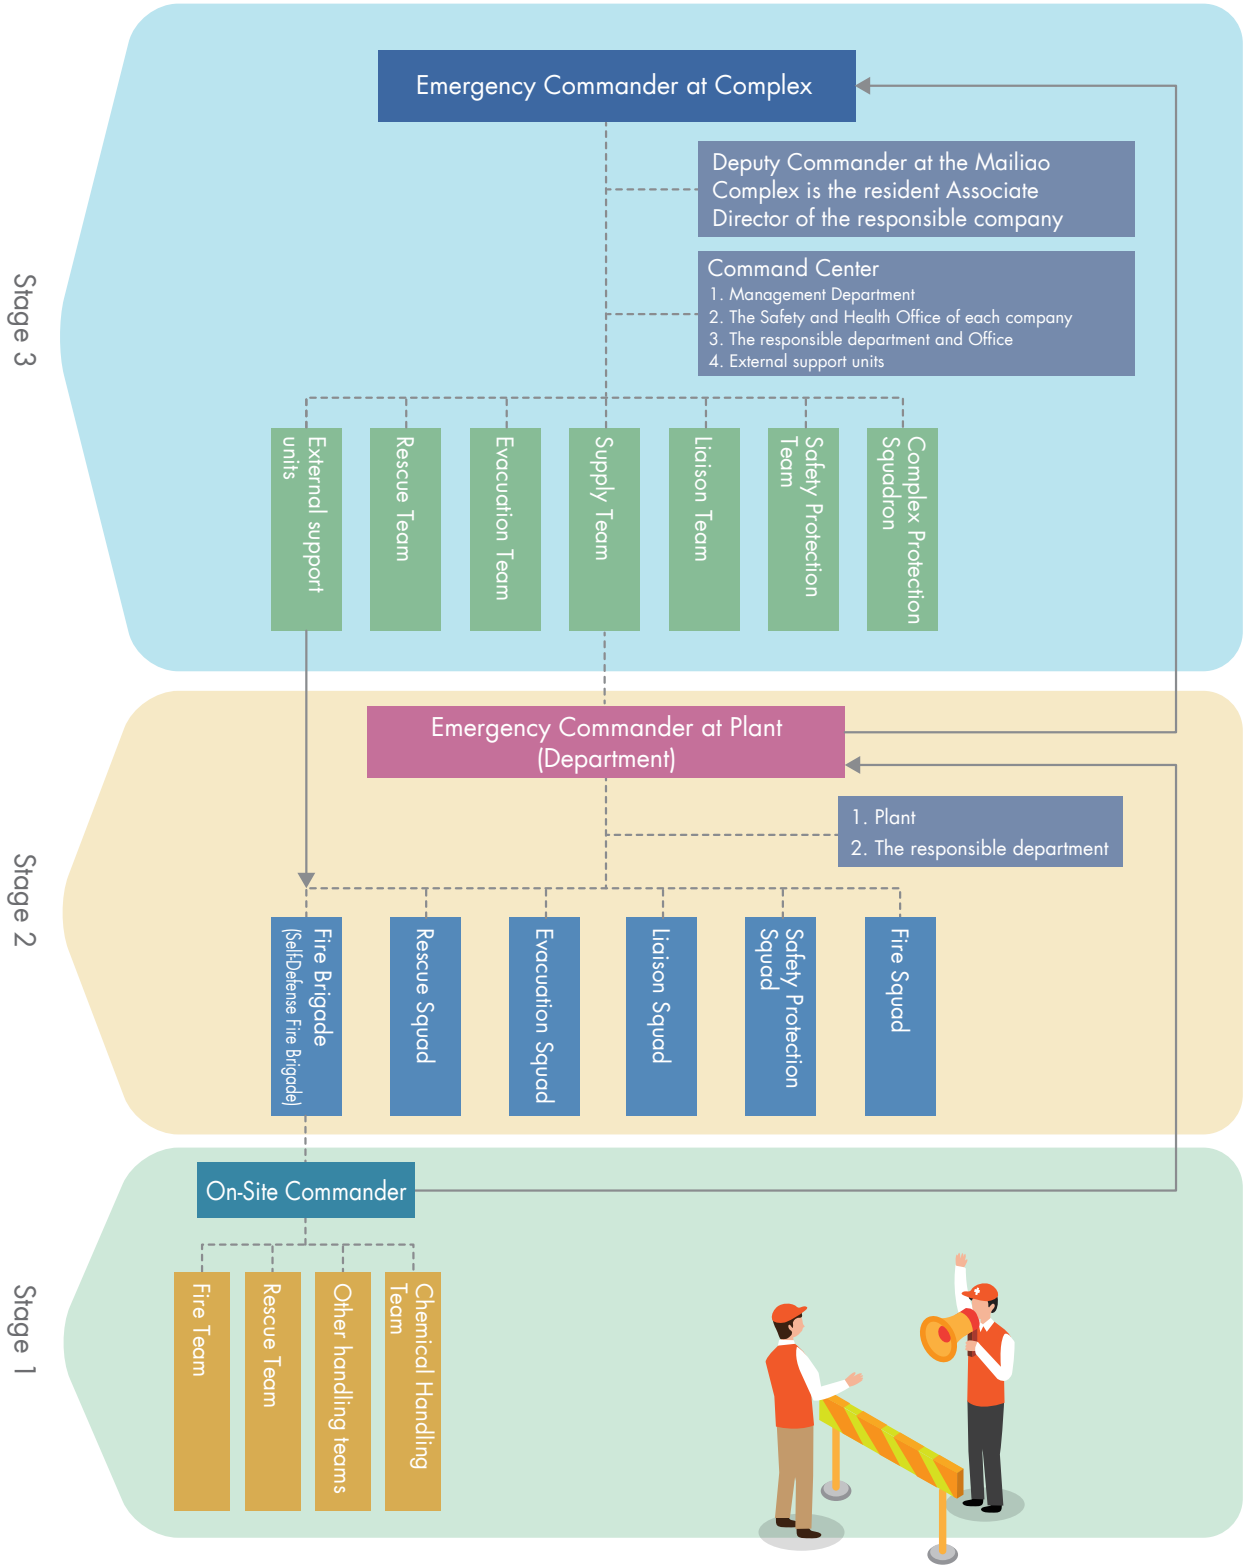 Stage 3
Emergency Commander at Complex
Deputy Commander at the Mailiao
Complex is the resident Associate
Director of the responsible company
Command Center
1. Management Department
2. The Safety and Health Office of each company
3. The responsible department and Office
4. External support units
External support
units
Rescue Team
Evacuation Team
Supply Team
Liaison Team
Safety Protection
Team
Complex Protection
Squadron
Stage 2
Emergency Commander at Plant
(Department)
1. Plant
2. The responsible department
Fire Brigade
(Self-Defense Fire Brigade)
Rescue Squad
Evacuation Squad
Liaison Squad
Safety Protection
Squad
Fire Squad
Stage 1
On-Site Commander
Fire Team
Rescue Team
Other handling teams
Chemical Handling
Team